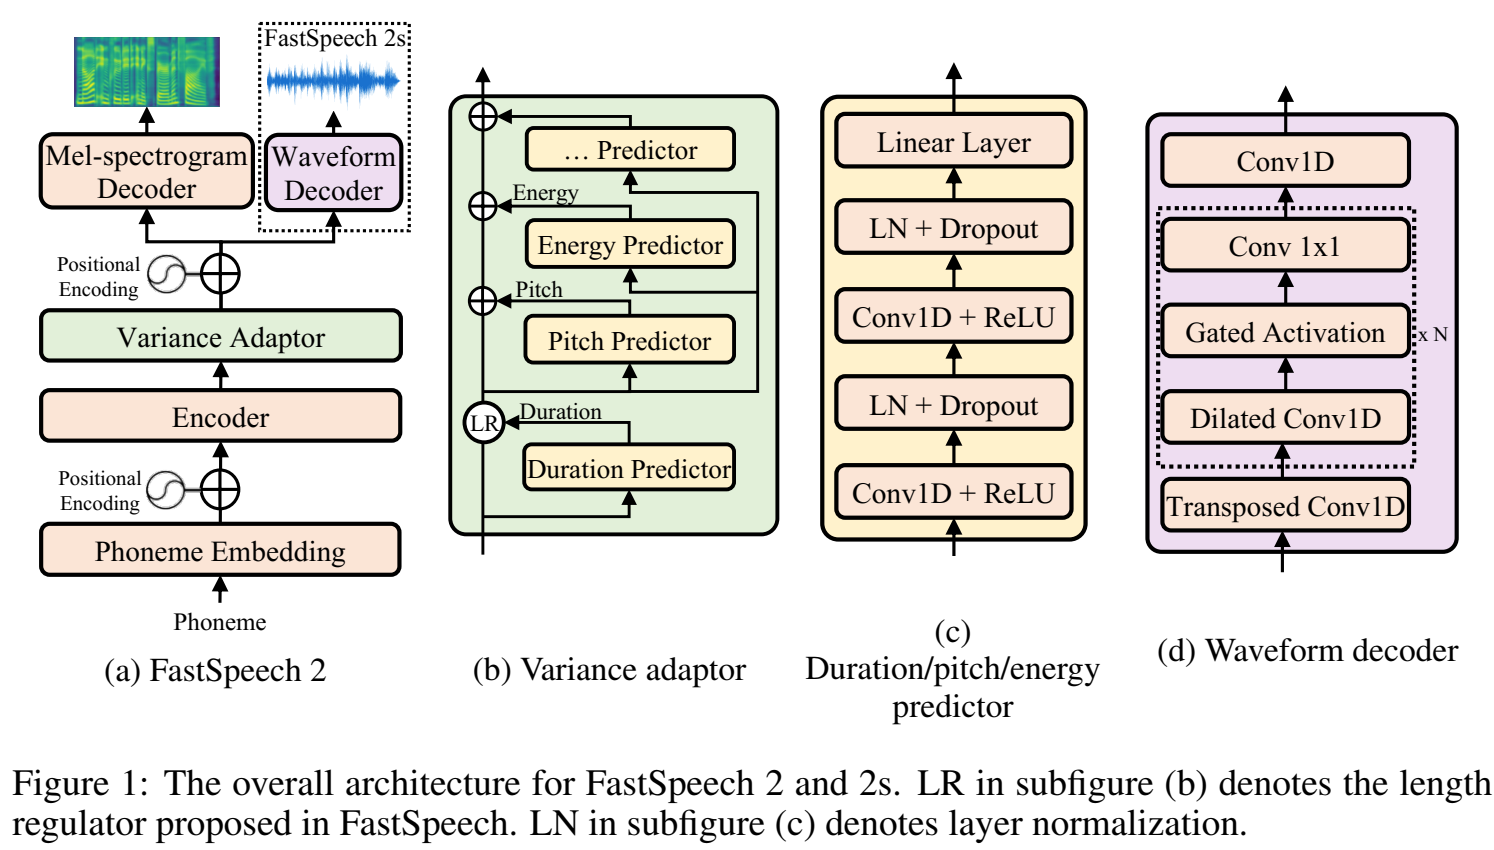 FastSpeech 2s
Mel-spectrogram
Decoder
Waveform
Decoder
Positional
Encoding
Variance Adaptor
Encoder
Positional
Encoding
Phoneme Embedding
Phoneme
(a) FastSpeech 2
... Predictor
Energy
Energy Predictor
Pitch
Pitch Predictor
LR
Duration
Duration Predictor
(b) Variance adaptor
Linear Layer
LN + Dropout
Conv1D + ReLU
LN + Dropout
Conv1D + ReLU
(c)
Duration/pitch/energy
predictor
Conv1D
Conv 1x1
Gated Activation
x N
Dilated Conv1D
Transposed Conv1D
(d) Waveform decoder
Figure 1: The overall architecture for FastSpeech 2 and 2s. LR in subfigure (b) denotes the length
regulator proposed in FastSpeech. LN in subfigure (c) denotes layer normalization.